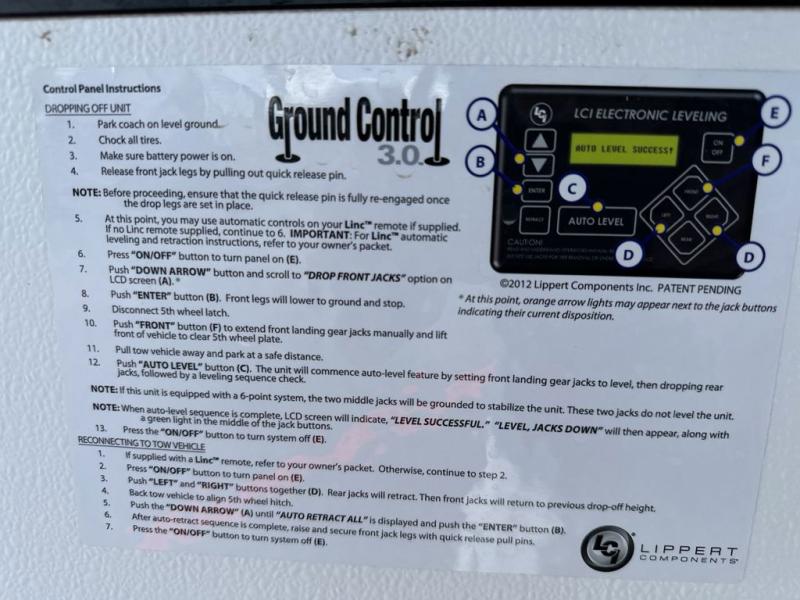 Control Panel Instructions
DROPPING OFF UNIT
1. Park coach on level ground.
2. Chock all tires.
3. Make sure battery power is on.
4. Release front jack legs by pulling out quick release pin.
Ground Control
3.0
NOTE: Before proceeding, ensure that the quick release pin is fully re-engaged once
the drop legs are set in place.
5. At this point, you may use automatic controls on your Linc™ remote if supplied.
If no Linc remote supplied, continue to 6. IMPORTANT: For Linc™ automatic
leveling and retraction instructions, refer to your owner's packet.
6. Press "ON/OFF" button to turn panel on (E).
7. Push "DOWN ARROW" button and scroll to "DROP FRONT JACKS" option on
LCD screen (A).*
8. Push "ENTER" button (B). Front legs will lower to ground and stop.
9. Disconnect 5th wheel latch.
10. Push "FRONT" button (F) to extend front landing gear jacks manually and lift
front of vehicle to clear 5th wheel plate.
11. Pull tow vehicle away and park at a safe distance.
12. Push "AUTO LEVEL" button (C). The unit will commence auto-level feature by setting front landing gear jacks to level, then dropping rear
jacks, followed by a leveling sequence check.
NOTE: If this unit is equipped with a 6-point system, the two middle jacks will be grounded to stabilize the unit. These two jacks do not level the unit.
NOTE: When auto-level sequence is complete, LCD screen will indicate, "LEVEL SUCCESSFUL." "LEVEL, JACKS DOWN" will then appear, along with
a green light in the middle of the jack buttons.
13. Press the "ON/OFF" button to turn system off (E).
RECONNECTING TO TOW VEHICLE
1. If supplied with a Linc™ remote, refer to your owner's packet. Otherwise, continue to step 2.
2. Press "ON/OFF" button to turn panel on (E).
3. Push "LEFT" and "RIGHT" buttons together (D). Rear jacks will retract. Then front jacks will return to previous drop-off height.
4. Back tow vehicle to align 5th wheel hitch.
5. Push the "DOWN ARROW" (A) until "AUTO RETRACT ALL" is displayed and push the "ENTER" button (B).
6. After auto-retract sequence is complete, raise and secure front jack legs with quick release pull pins.
7. Press the "ON/OFF" button to turn system off (E).
A
B
C
D
D
E
F
LCI
LCI ELECTRONIC LEVELING
AUTO LEVEL SUCCESS!
ON
OFF
ENTER
RETRACT
AUTO LEVEL
FRONT
LEFT
RIGHT
REAR
CAUTION!
©2012 Lippert Components Inc. PATENT PENDING
* At this point, orange arrow lights may appear next to the jack buttons
indicating their current disposition.
LCI
LIPPERT
COMPONENTS